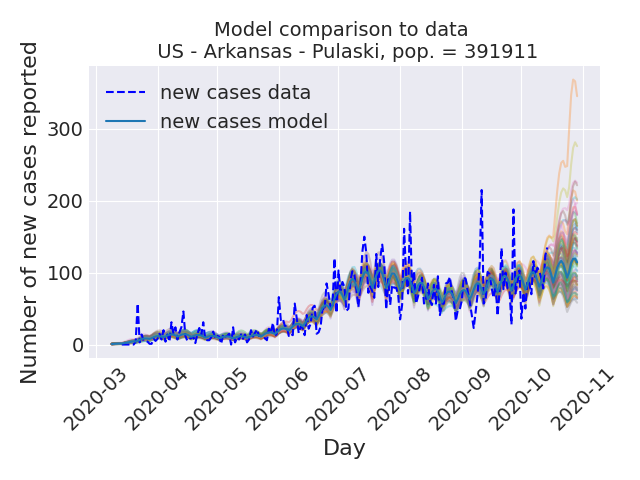 Model comparison to data
US - Arkansas - Pulaski, pop. = 391911
new cases data
new cases model
Number of new cases reported
300
200
100
0
2020-03
2020-04
2020-05
2020-06
2020-07
2020-08
2020-09
2020-10
2020-11
Day